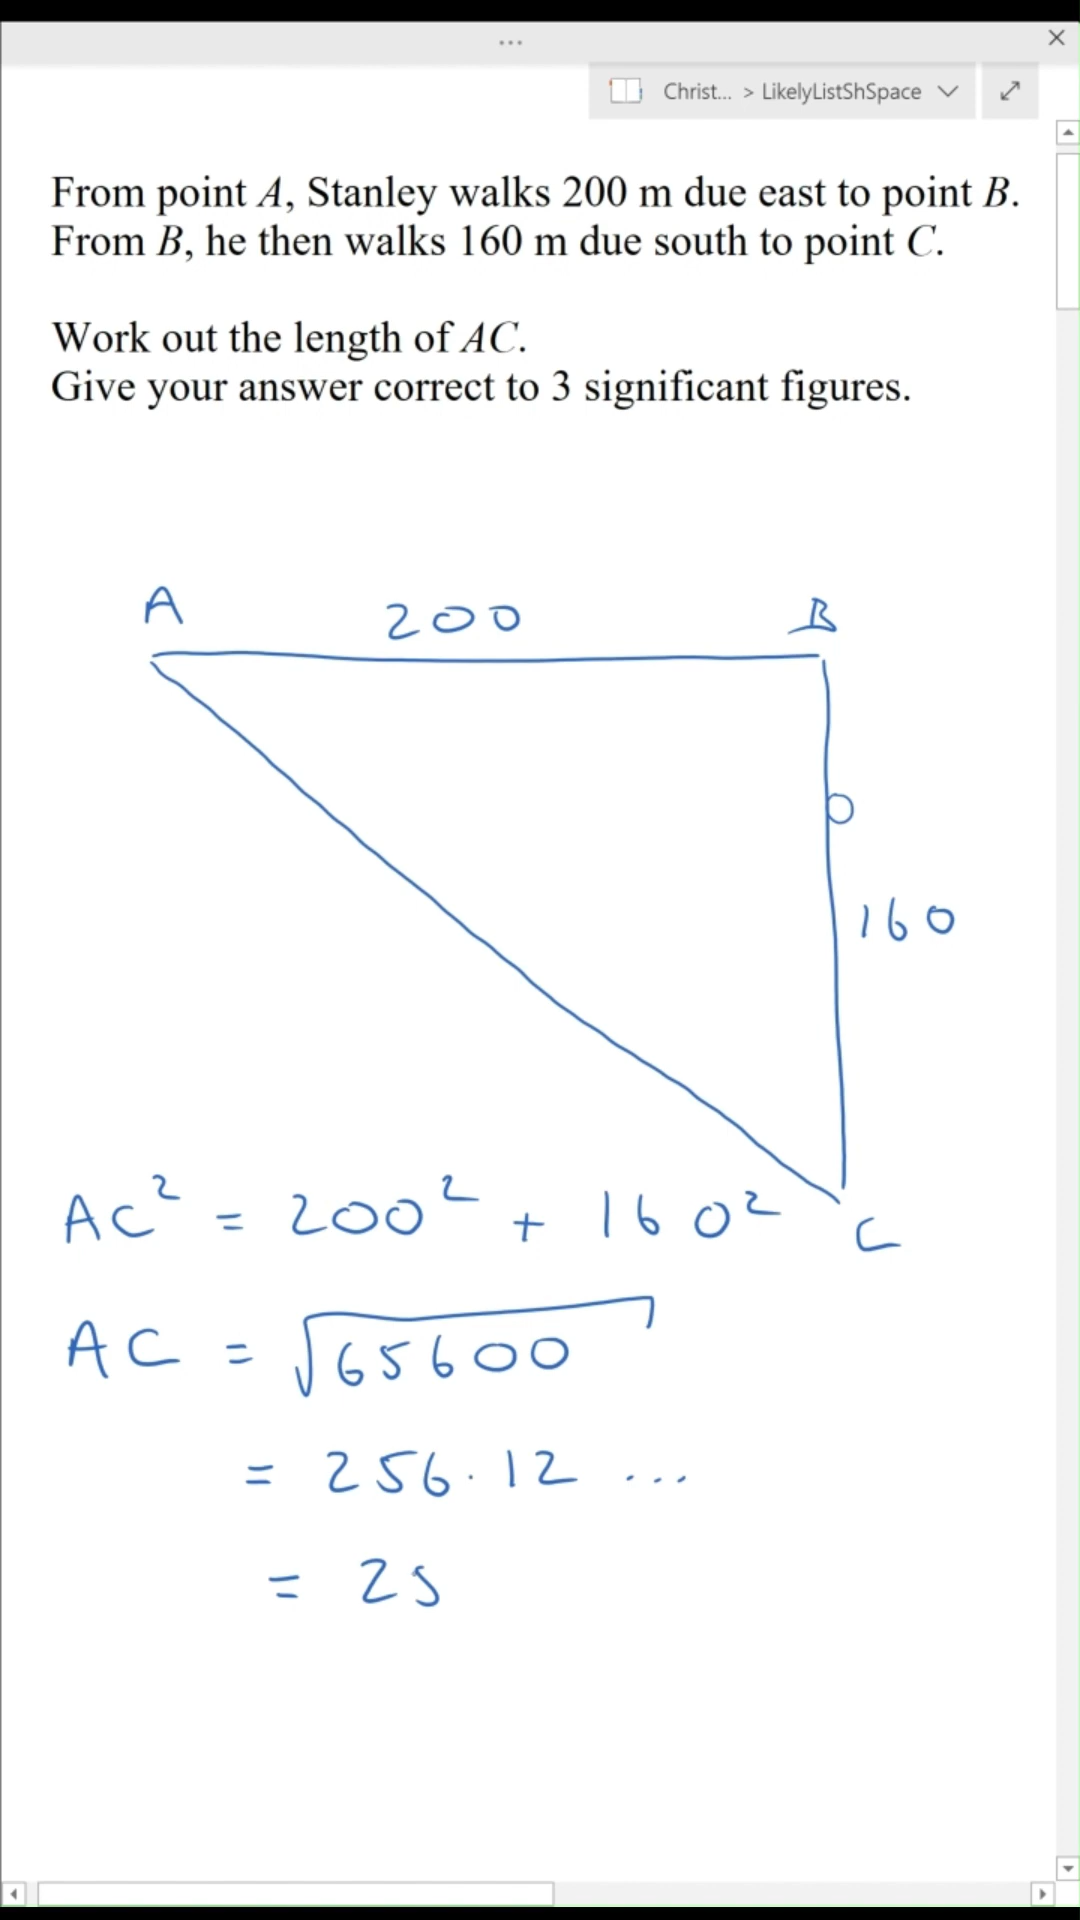 ...
Christ... > LikelyListShSpace
From point A, Stanley walks 200 m due east to point B.
From B, he then walks 160 m due south to point C.
Work out the length of AC.
Give your answer correct to 3 significant figures.
A
200
B
0
160
AC² = 200² + 160²
C
AC = √65600
= 256.12 ...
= 25